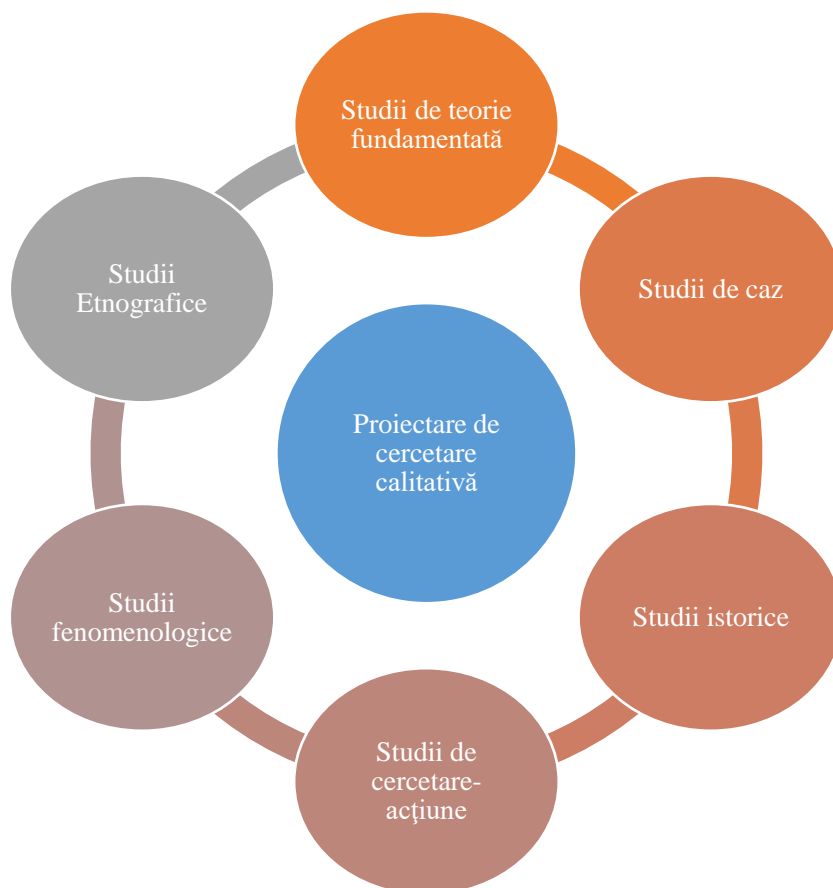 Studii de teorie
fundamentată
Studii de caz
Studii istorice
Studii de
cercetare-
acţiune
Studii
fenomenologice
Studii
Etnografice
Proiectare de
cercetare
calitativă